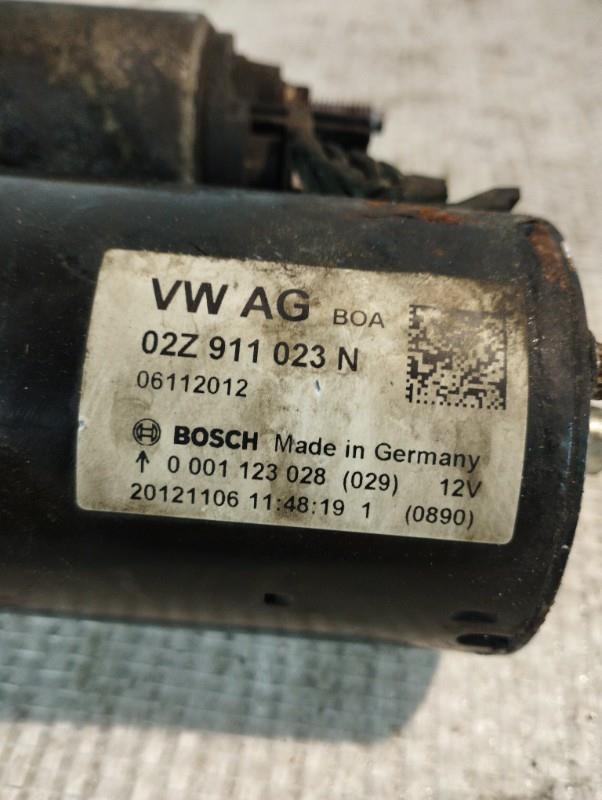 VW AG BOA
02Z 911 023 N
06112012
BOSCH Made in Germany
↑ 0 001 123 028 (029) 12V
20121106 11:48:19 1 (0890)